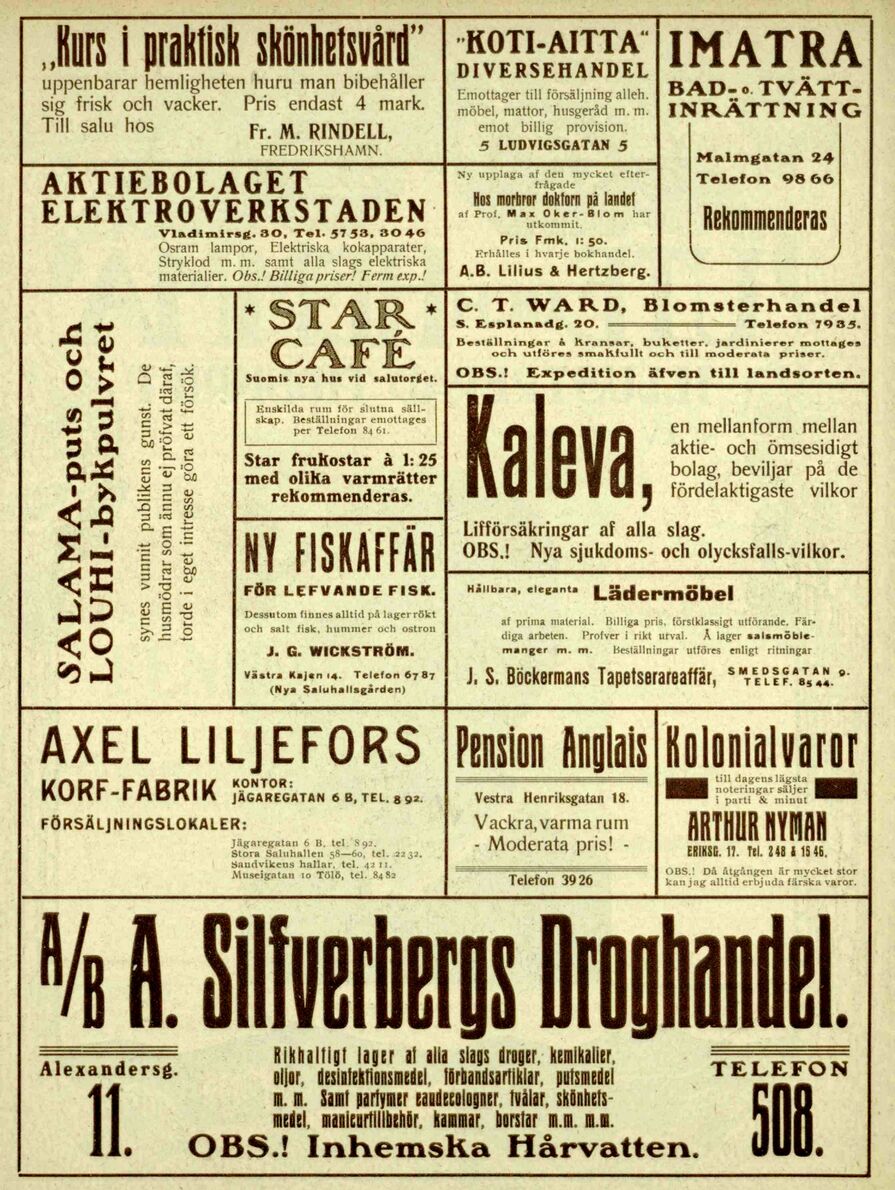 „Kurs i praktisk skönhetsvård”
uppenbarar hemligheten huru man bibehåller
sig frisk och vacker. Pris endast 4 mark.
Till salu hos
Fr. M. RINDELL,
FREDRIKSHAMN.
"KOTI-AITTA"
DIVERSEHANDEL
Emottager till försäljning alleh.
möbel, mattor, husgeråd m. m.
emot billig provision.
5 LUDVIGSGATAN 5
IMATRA
BAD- o. TVÄTT-
INRÄTTNING
Malmgatan 24
Telefon 98 66
Rekommenderas
AKTIEBOLAGET
ELEKTROVERKSTADEN
Vladimirsg. 30, Tel. 57 53, 30 46
Osram lampor, Elektriska kokapparater,
Stryklod m. m. samt alla slags elektriska
materialier. Obs.! Billiga priser! Ferm exp.!
Ny upplaga af den mycket efter-
frågade
Hos morbror doktorn på landet
af Prof. Max Oker-Blom har
utkommit.
Pris Fmk. 1: 50.
Erhålles i hvarje bokhandel.
A.B. Lilius & Hertzberg.
SALAMA-puts och
LOUHI-bykpulvret
synes vunnit publikens gunst. De
husmödrar som ännu ej pröfvat däraf,
torde i eget intresse göra ett försök.
* STAR *
CAFÉ
Suomis nya hus vid salutorget.
Enskilda rum för slutna säll-
skap. Beställningar emottages
per Telefon 84 61.
Star frukostar à 1: 25
med olika varmrätter
rekommenderas.
C. T. WARD, Blomsterhandel
S. Esplanadg. 20. Telefon 79 35.
Beställningar å Kransar, buketter, jardinierer mottages
och utföres smakfullt och till moderata priser.
OBS.! Expedition äfven till landsorten.
Kaleva,
en mellanform mellan
aktie- och ömsesidigt
bolag, beviljar på de
fördelaktigaste vilkor
Lifförsäkringar af alla slag.
OBS.! Nya sjukdoms- och olycksfalls-vilkor.
NY FISKAFFÄR
FÖR LEFVANDE FISK.
Dessutom finnes alltid på lager rökt
och salt fisk, hummer och ostron
J. G. WICKSTRÖM.
Västra Kajen 14. Telefon 67 87
(Nya Saluhallsgården)
Hållbara, eleganta Lädermöbel
af prima material. Billiga pris, förstklassigt utförande. Fär-
diga arbeten. Profver i rikt urval. Å lager salsmöble-
manger m. m. Beställningar utföres enligt ritningar
J. S. Böckermans Tapetserareaffär, SMEDSGATAN 9.
TELEF. 85 44.
AXEL LILJEFORS
KORF-FABRIK KONTOR:
JÄGAREGATAN 6 B, TEL. 8 92.
FÖRSÄLJNINGSLOKALER:
Jägaregatan 6 B, tel. 8 92.
Stora Saluhallen 58—60, tel. 22 32.
Sandvikens hallar, tel. 42 11.
Museigatan 10 Tölö, tel. 84 82
Pension Anglais
Vestra Henriksgatan 18.
Vackra, varma rum
- Moderata pris! -
Telefon 39 26
Kolonialvaror
till dagens lägsta
noteringar säljer
i parti & minut
ARTHUR NYMAN
ERIKSG. 17. Tel. 2 48 & 15 46.
OBS.! Då åtgången är mycket stor
kan jag alltid erbjuda färska varor.
A/B A. Silfverbergs Droghandel.
Alexandersg.
11.
Rikhaltigt lager af alla slags droger, kemikalier,
oljor, desinfektionsmedel, förbandsartiklar, putsmedel
m. m. Samt partymer eaudecologner, tvålar, skönhets-
medel, manicurtillbehör, kammar, borstar m.m. m.m.
OBS.! Inhemska Hårvatten.
TELEFON
508.